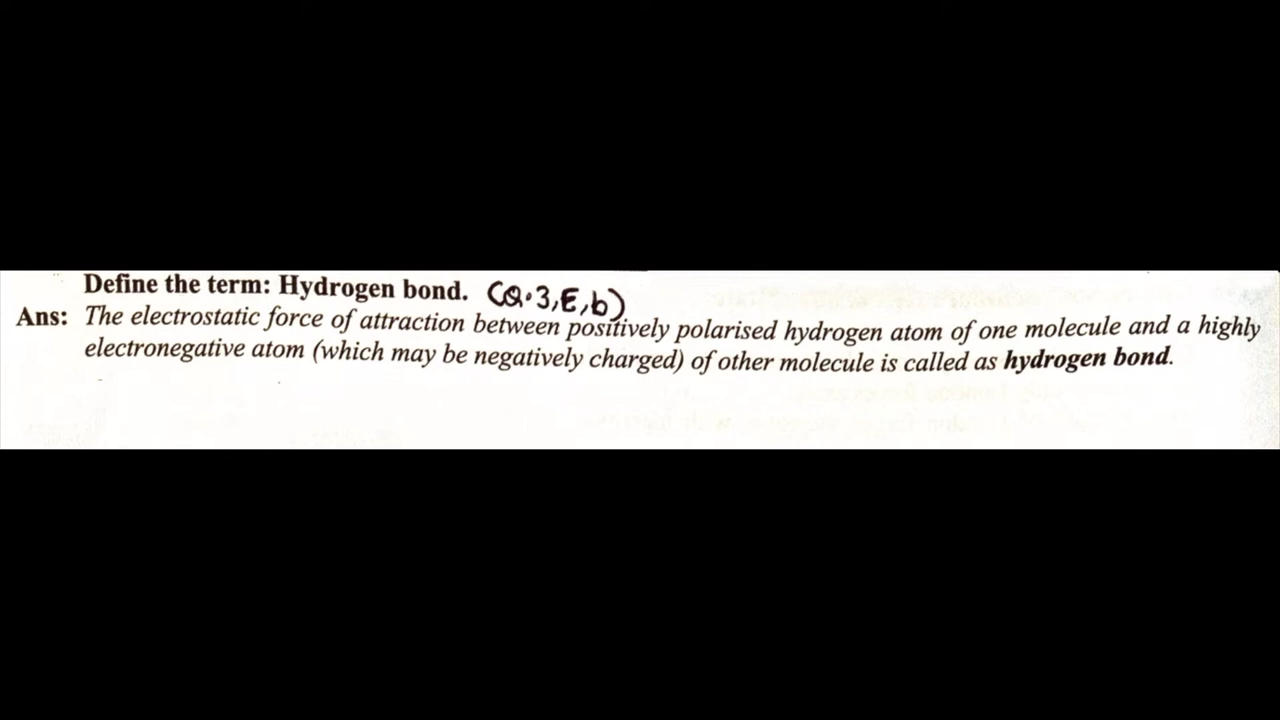 Define the term: Hydrogen bond. (Q.3,E,b)
Ans: The electrostatic force of attraction between positively polarised hydrogen atom of one molecule and a highly
electronegative atom (which may be negatively charged) of other molecule is called as hydrogen bond.